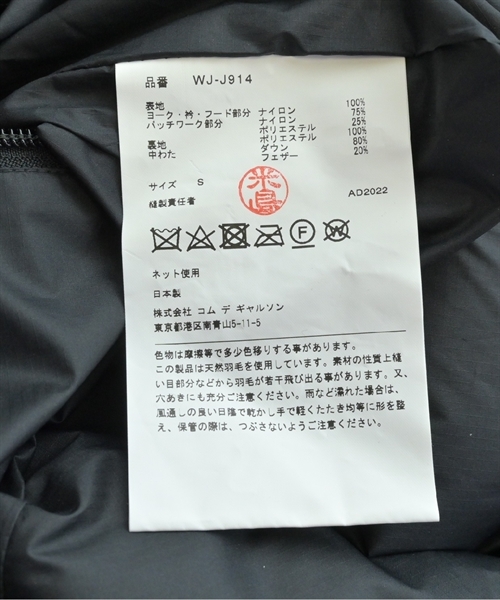 品番 WJ-J914
表地
ヨーク・衿・フード部分 ナイロン 100%
パッチワーク部分 ナイロン 75%
ポリエステル 25%
裏地 ポリエステル 100%
中わた ダウン 80%
フェザー 20%
サイズ S
縫製責任者
米島
AD2022
F
W
ネット使用
日本製
株式会社 コム デ ギャルソン
東京都港区南青山5-11-5
色物は摩擦等で多少色移りする事があります。
この製品は天然羽毛を使用しています。素材の性質上縫
い目部分などから羽毛が若干飛び出る事があります。又、
穴あきにも充分ご注意ください。雨など濡れた場合は、
風通しの良い日陰で乾かし手で軽くたたき均等に形を整
え、保管の際は、つぶさないようご注意ください。